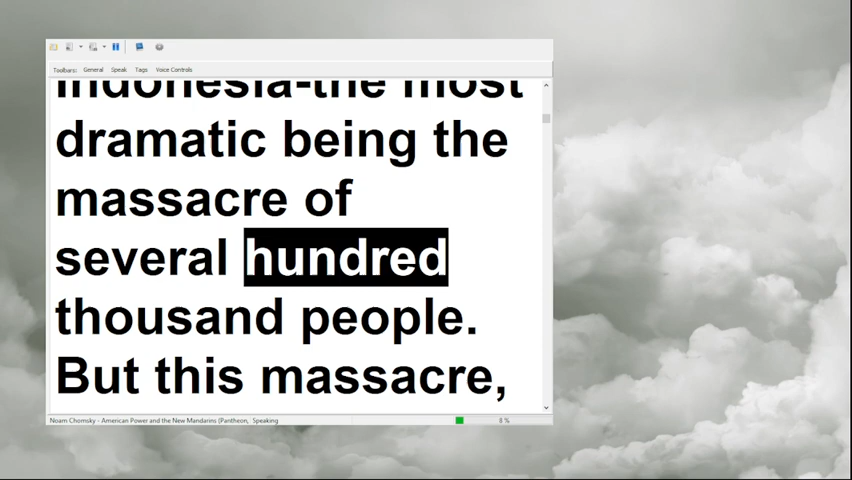 Toolbars: General Speak Tags Voice Controls
Indonesia-the most
dramatic being the
massacre of
several hundred
thousand people.
But this massacre,
Noam Chomsky - American Power and the New Mandarins (Pantheon, Speaking 8 %